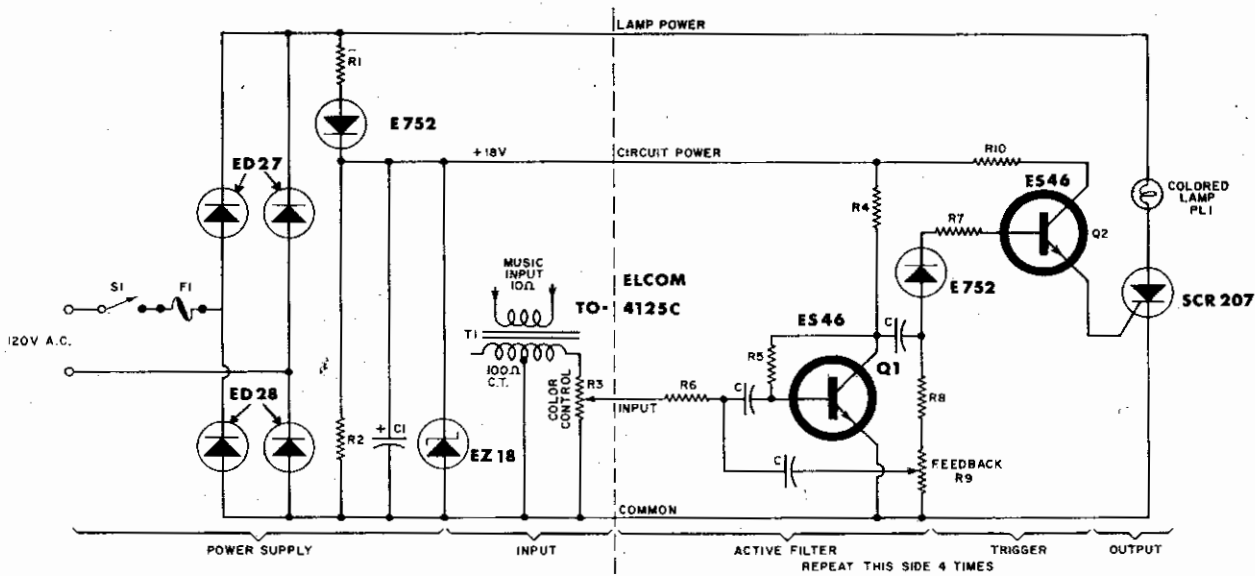 LAMP POWER
R1
E752
+18V
CIRCUIT POWER
R10
ED27
R4
ES46
COLORED
LAMP
PL1
R7
Q2
S1
F1
MUSIC
INPUT
10Ω
ELCOM
TO-4125C
E752
SCR 207
120V A.C.
T1
ES46
C
R5
Q1
100Ω
C.T.
COLOR
CONTROL
R3
INPUT
R6
C
R8
ED28
R2
+
C1
EZ18
C
FEEDBACK
R9
COMMON
POWER SUPPLY
INPUT
ACTIVE FILTER
TRIGGER
OUTPUT
REPEAT THIS SIDE 4 TIMES